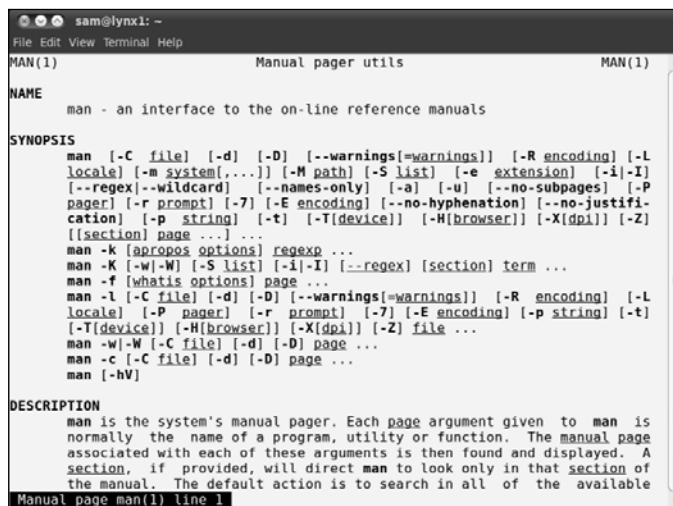 sam@lynx1: ~
File Edit View Terminal Help
MAN(1) Manual pager utils MAN(1)
NAME
man - an interface to the on-line reference manuals
SYNOPSIS
man [-C file] [-d] [-D] [--warnings[=warnings]] [-R encoding] [-L
locale] [-m system[,...]] [-M path] [-S list] [-e extension] [-i|-I]
[--regex|--wildcard] [--names-only] [-a] [-u] [--no-subpages] [-P
pager] [-r prompt] [-7] [-E encoding] [--no-hyphenation] [--no-justifi-
cation] [-p string] [-t] [-T[device]] [-H[browser]] [-X[dpi]] [-Z]
[[section] page ...] ...
man -k [apropos options] regexp ...
man -K [-w|-W] [-S list] [-i|-I] [--regex] [section] term ...
man -f [whatis options] page ...
man -l [-C file] [-d] [-D] [--warnings[=warnings]] [-R encoding] [-L
locale] [-P pager] [-r prompt] [-7] [-E encoding] [-p string] [-t]
[-T[device]] [-H[browser]] [-X[dpi]] [-Z] file ...
man -w|-W [-C file] [-d] [-D] page ...
man -c [-C file] [-d] [-D] page ...
man [-hV]
DESCRIPTION
man is the system's manual pager. Each page argument given to man is
normally the name of a program, utility or function. The manual page
associated with each of these arguments is then found and displayed. A
section, if provided, will direct man to look only in that section of
the manual. The default action is to search in all of the available
Manual page man(1) line 1